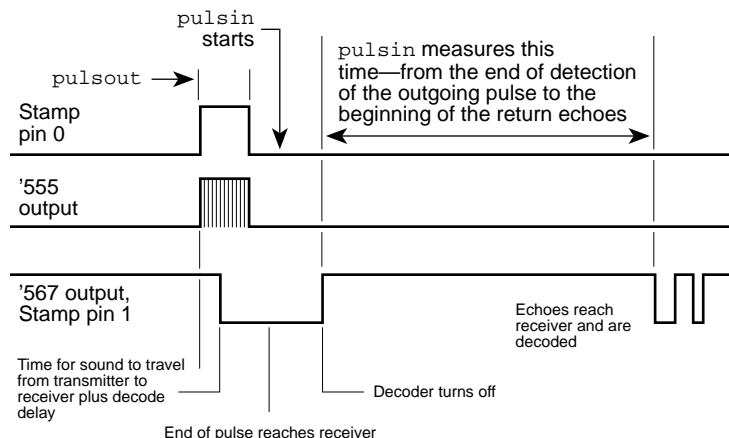 pulsin
starts
pulsout
pulsin measures this
time—from the end of detection
of the outgoing pulse to the
beginning of the return echoes
Stamp
pin 0
'555
output
'567 output,
Stamp pin 1
Echoes reach
receiver and are
decoded
Time for sound to travel
from transmitter to
receiver plus decode
delay
Decoder turns off
End of pulse reaches receiver